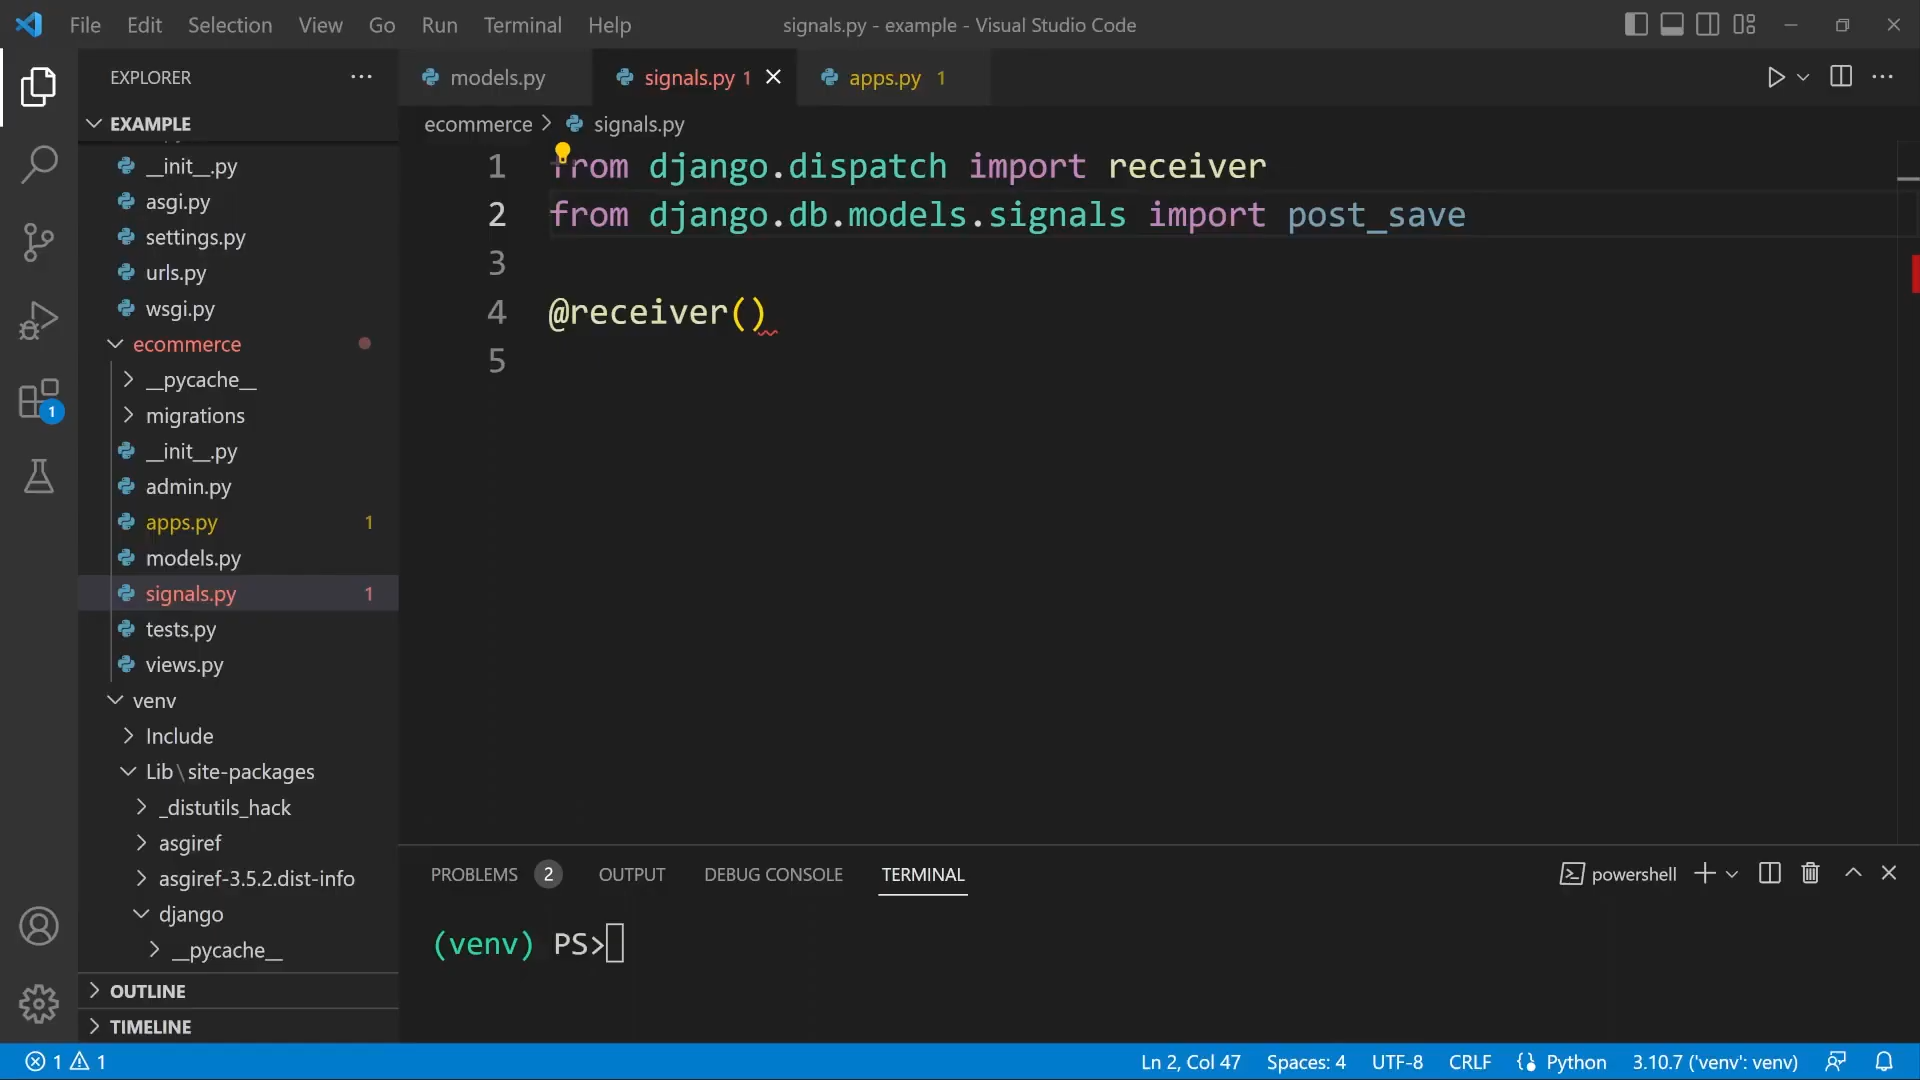 File Edit Selection View Go Run Terminal Help signals.py - example - Visual Studio Code
EXPLORER
models.py signals.py 1 apps.py 1
EXAMPLE
ecommerce > signals.py
__init__.py
asgi.py
settings.py
urls.py
wsgi.py
ecommerce
__pycache__
migrations
__init__.py
admin.py
apps.py 1
models.py
signals.py 1
tests.py
views.py
venv
Include
Lib\site-packages
_distutils_hack
asgiref
asgiref-3.5.2.dist-info
django
__pycache__
OUTLINE
TIMELINE
1
1 from django.dispatch import receiver
2 from django.db.models.signals import post_save
3
4 @receiver()
5
PROBLEMS 2 OUTPUT DEBUG CONSOLE TERMINAL powershell
(venv) PS>
1 1 Ln 2, Col 47 Spaces: 4 UTF-8 CRLF Python 3.10.7 ('venv': venv)